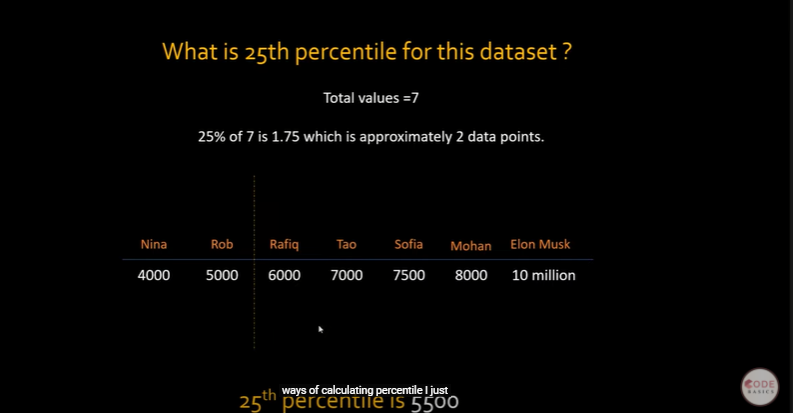 What is 25th percentile for this dataset ?
Total values =7
25% of 7 is 1.75 which is approximately 2 data points.
Nina Rob Rafiq Tao Sofia Mohan Elon Musk
4000 5000 6000 7000 7500 8000 10 million
ways of calculating percentile I just
25th percentile is 5500
CODE
BASICS